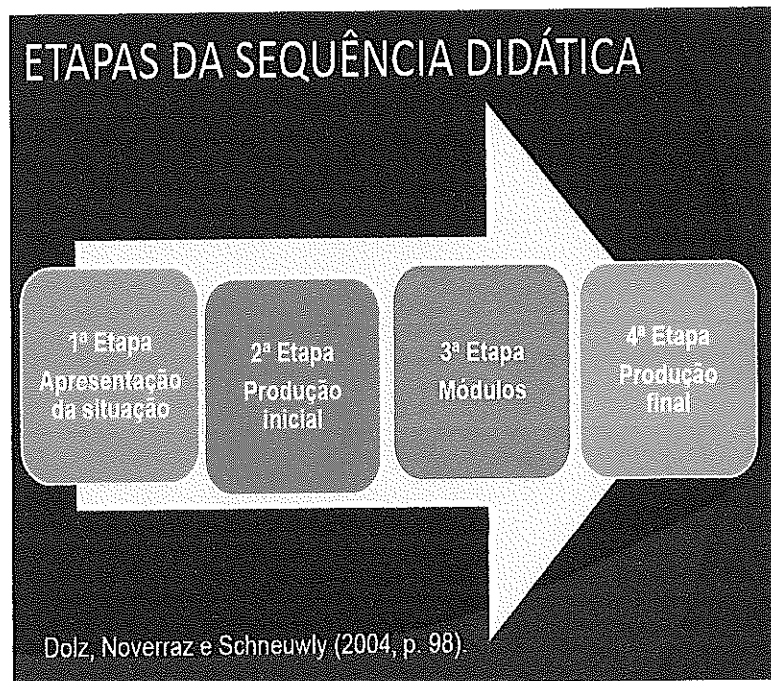 ETAPAS DA SEQUÊNCIA DIDÁTICA
1ª Etapa
Apresentação
da situação
2ª Etapa
Produção
inicial
3ª Etapa
Módulos
4ª Etapa
Produção
final
Dolz, Noverraz e Schneuwly (2004, p. 98).